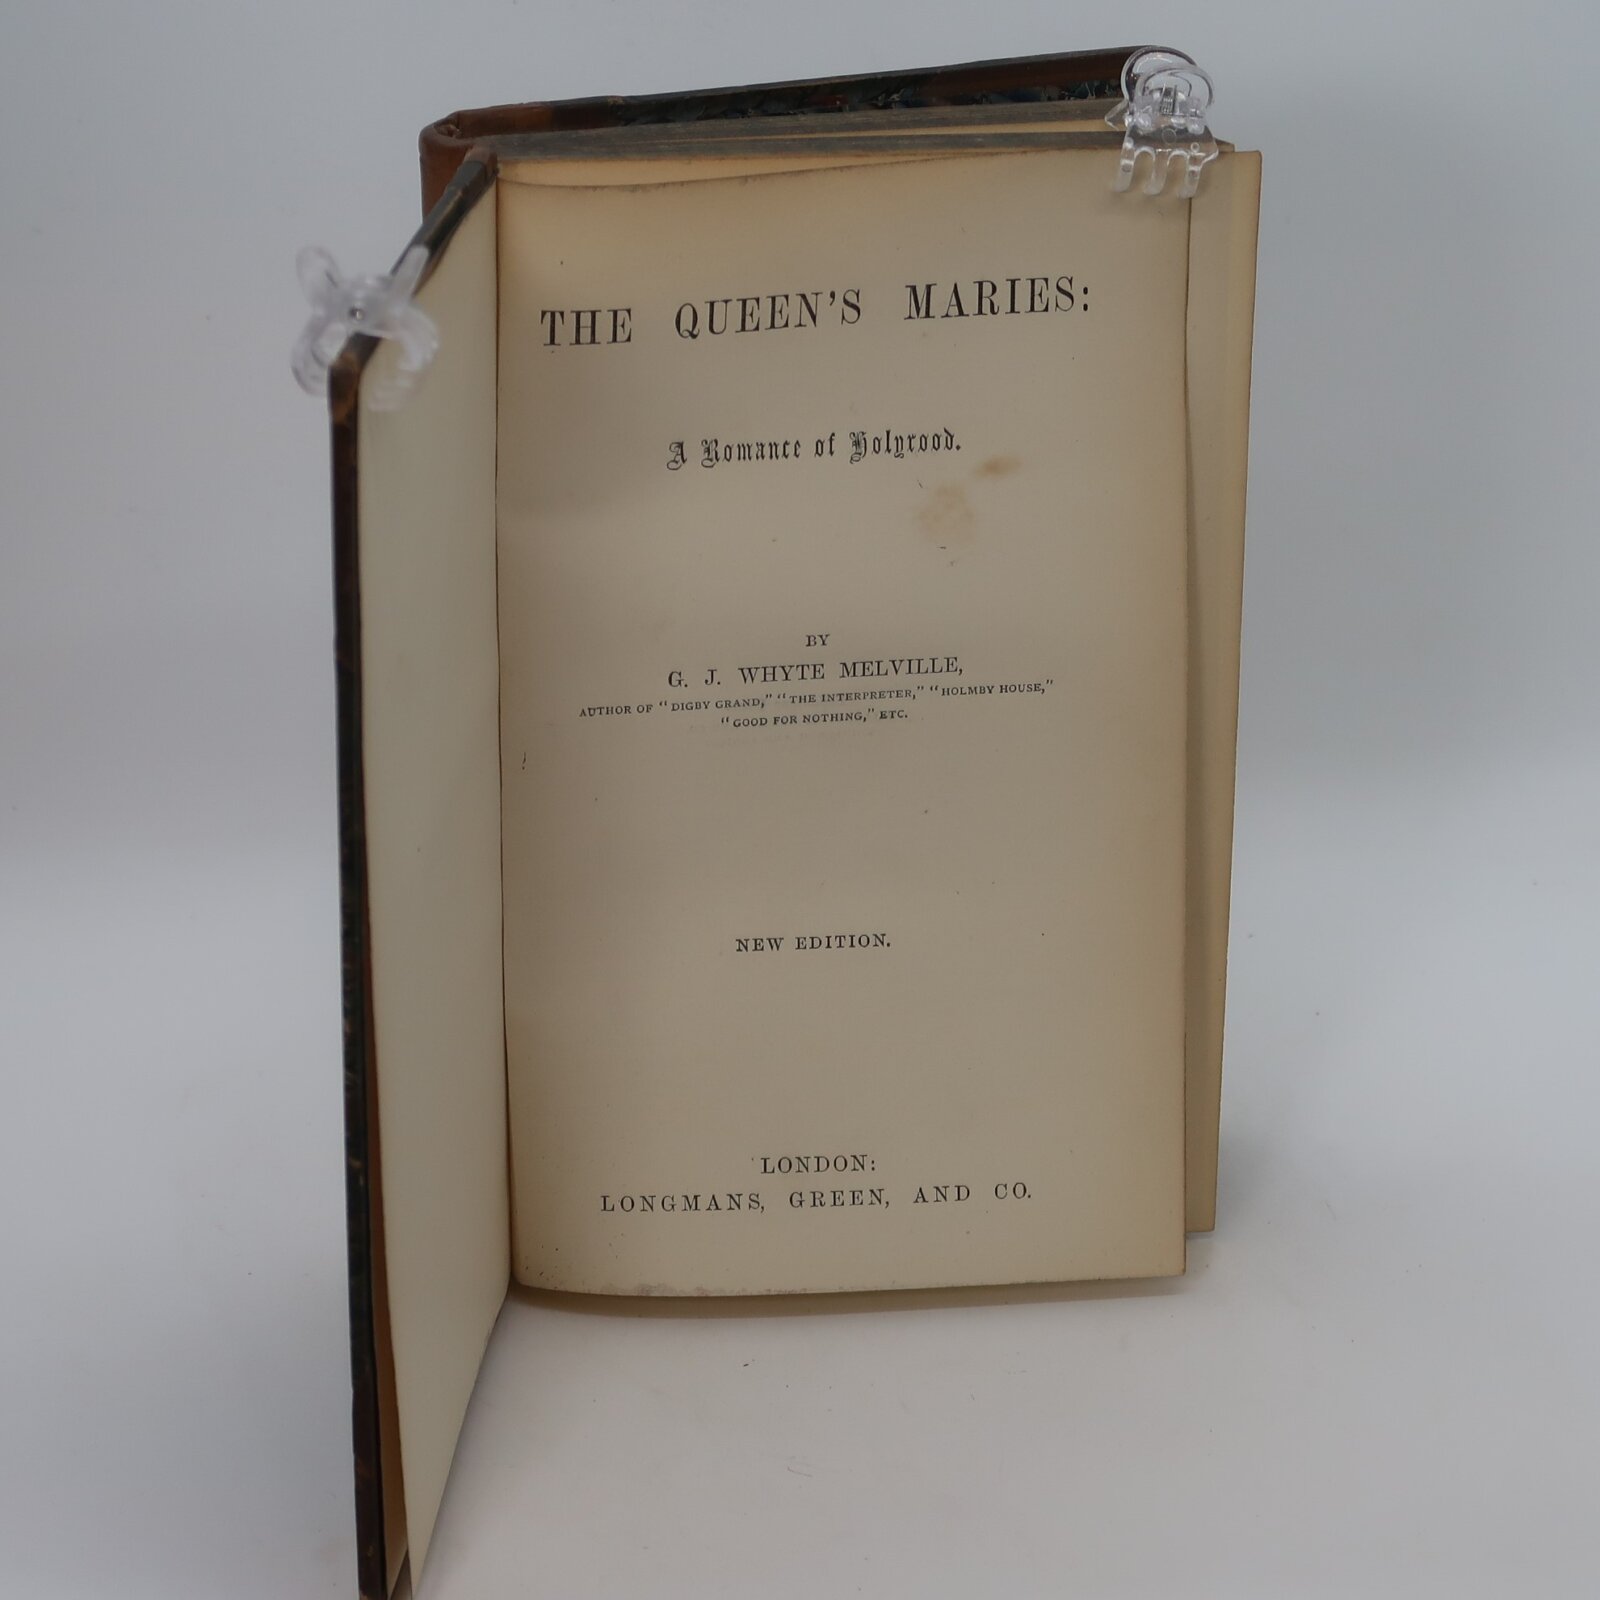 THE QUEEN'S MARIES:
A Romance of Holyrood.
BY
G. J. WHYTE MELVILLE,
AUTHOR OF "DIGBY GRAND," "THE INTERPRETER," "HOLMBY HOUSE,"
"GOOD FOR NOTHING," ETC.
NEW EDITION.
LONDON:
LONGMANS, GREEN, AND CO.